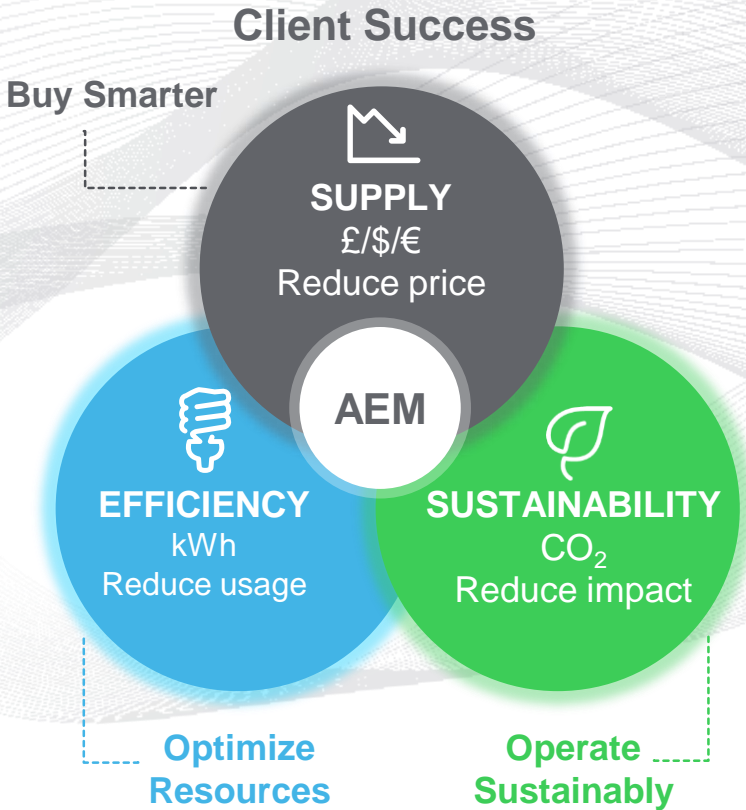 Client Success
Buy Smarter
SUPPLY
£/$/€
Reduce price
AEM
EFFICIENCY
kWh
Reduce usage
SUSTAINABILITY
CO₂
Reduce impact
Optimize
Resources
Operate
Sustainably